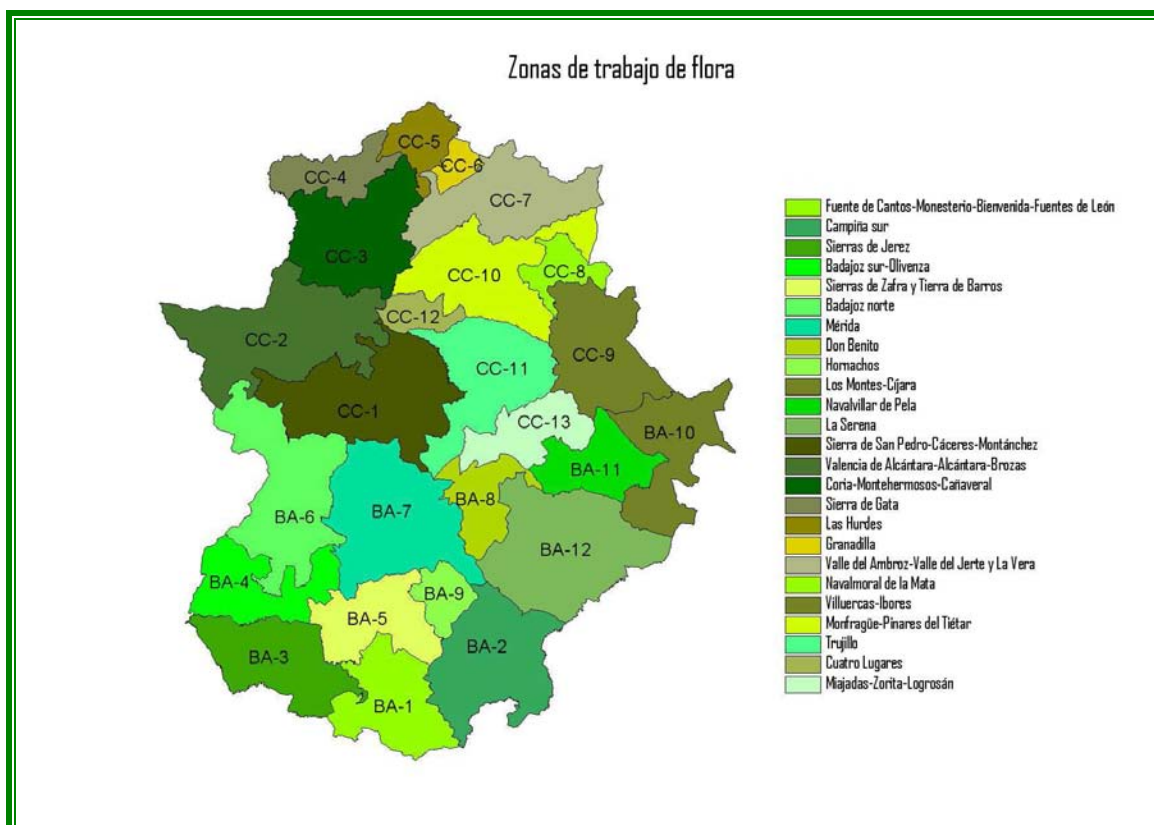 Zonas de trabajo de flora
CC-5
CC-6
CC-4
CC-7
CC-3
CC-10
CC-8
CC-12
CC-2
CC-11
CC-9
CC-1
CC-13
BA-10
BA-11
BA-8
BA-7
BA-6
BA-12
BA-4
BA-9
BA-5
BA-2
BA-3
BA-1
Fuente de Cantos-Monesterio-Bienvenida-Fuentes de León
Campiña sur
Sierras de Jerez
Badajoz sur-Olivenza
Sierras de Zafra y Tierra de Barros
Badajoz norte
Mérida
Don Benito
Hornachos
Los Montes-Cíjara
Navalvillar de Pela
La Serena
Sierra de San Pedro-Cáceres-Montánchez
Valencia de Alcántara-Alcántara-Brozas
Coria-Montehermosos-Cañaveral
Sierra de Gata
Las Hurdes
Granadilla
Valle del Ambroz-Valle del Jerte y La Vera
Navalmoral de la Mata
Villuercas-Ibores
Monfragüe-Pinares del Tiétar
Trujillo
Cuatro Lugares
Miajadas-Zorita-Logrosán